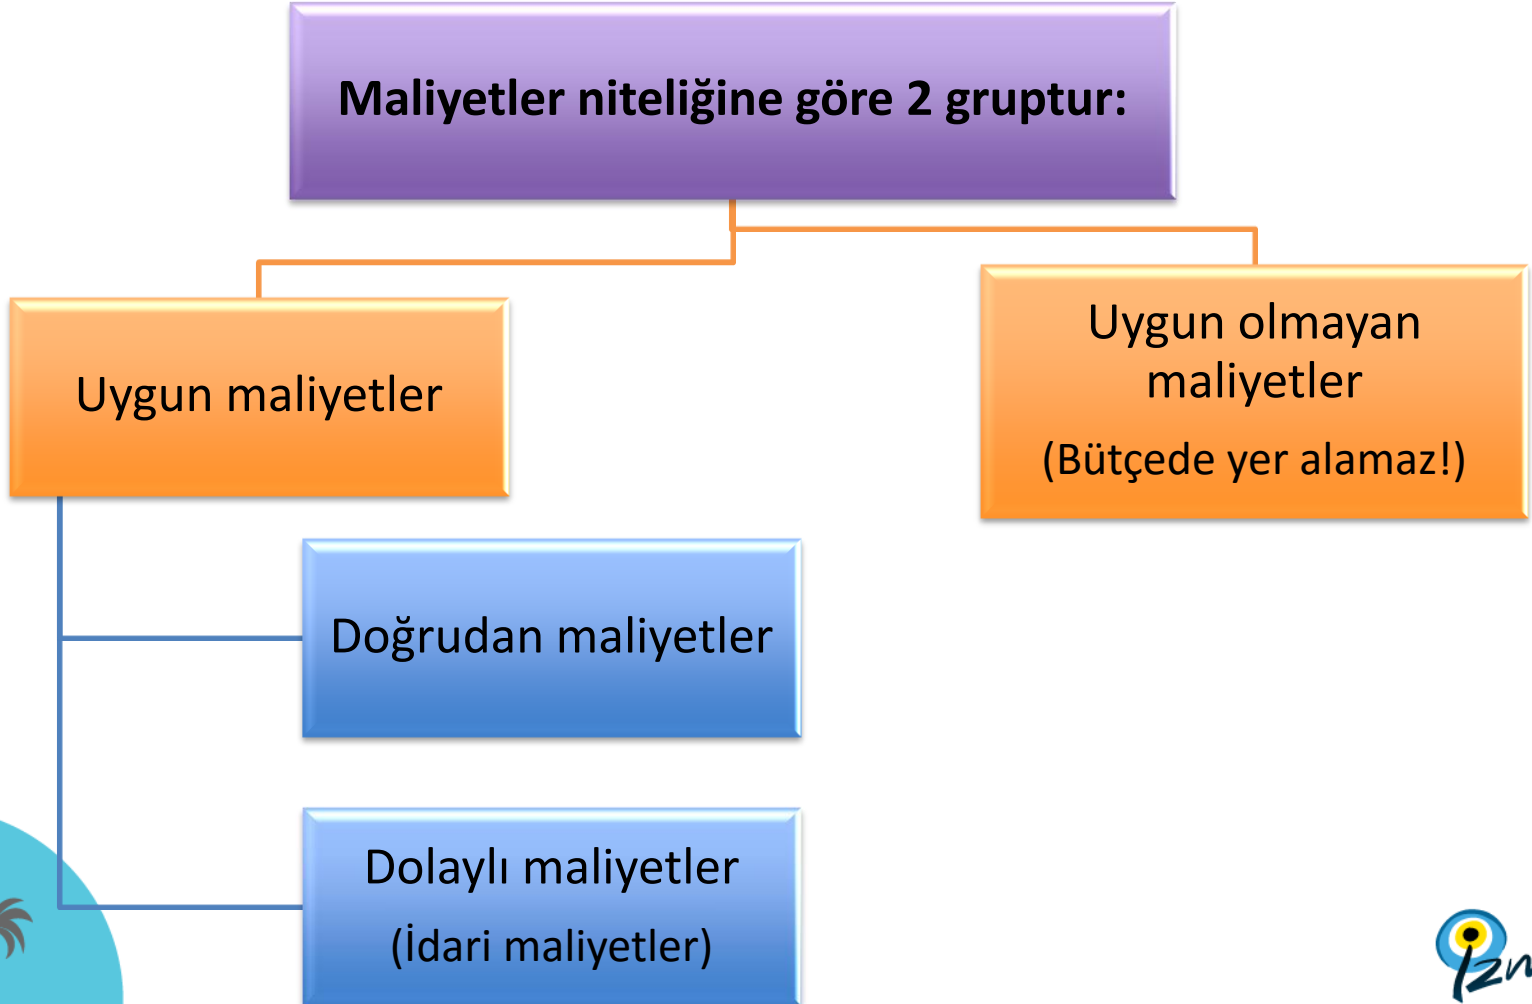 Maliyetler niteliğine göre 2 gruptur:
Uygun maliyetler
Uygun olmayan
maliyetler
(Bütçede yer alamaz!)
Doğrudan maliyetler
Dolaylı maliyetler
(İdari maliyetler)
izn